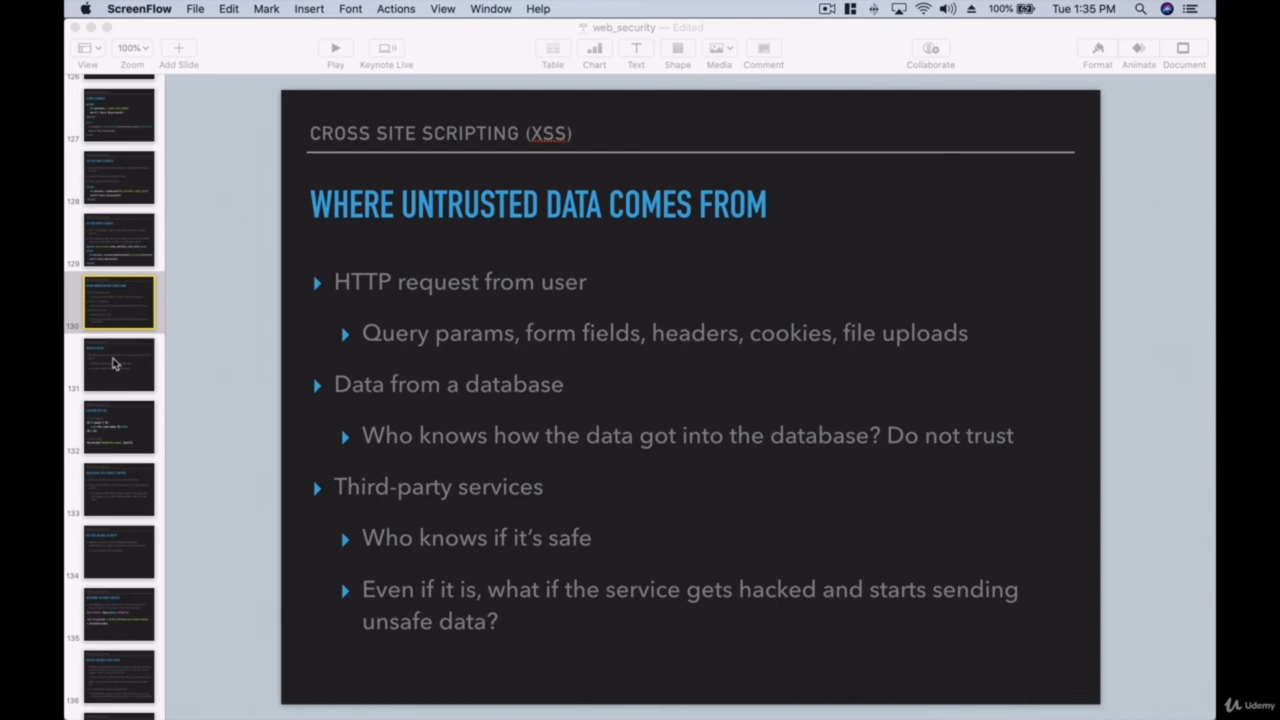 ScreenFlow File Edit Mark Insert Font Actions View Window Help 100% Tue 1:35 PM
web_security — Edited
100%
View Zoom Add Slide Play Keynote Live Table Chart Text Shape Media Comment Collaborate Format Animate Document
126
127
128
129
130
131
132
133
134
135
136
CROSS SITE SCRIPTING (XSS)
WHERE UNTRUSTED DATA COMES FROM
HTTP request from user
Query params, form fields, headers, cookies, file uploads
Data from a database
Who knows how the data got into the database? Do not trust
Third-party services
Who knows if it's safe
Even if it is, what if the service gets hacked and starts sending
unsafe data?
Udemy